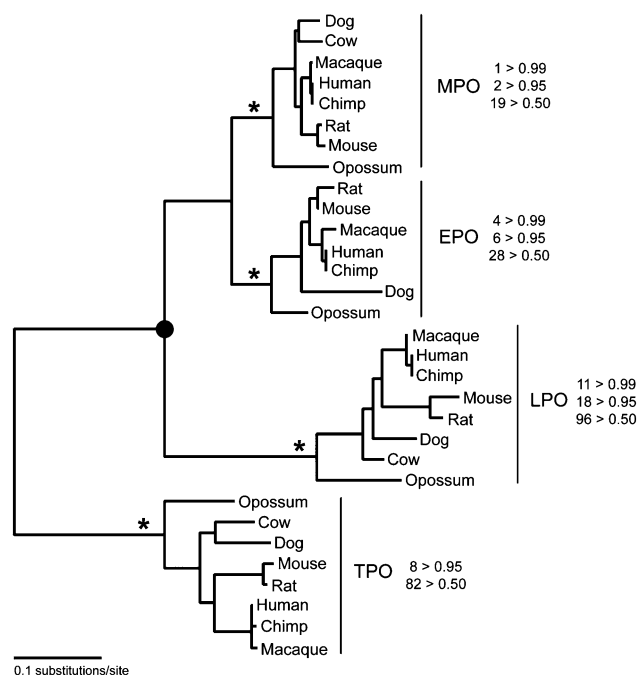 Dog
Cow
Macaque
Human
Chimp
Rat
Mouse
Opossum
MPO
1 > 0.99
2 > 0.95
19 > 0.50
Rat
Mouse
Macaque
Human
Chimp
Dog
Opossum
EPO
4 > 0.99
6 > 0.95
28 > 0.50
Macaque
Human
Chimp
Mouse
Rat
Dog
Cow
Opossum
LPO
11 > 0.99
18 > 0.95
96 > 0.50
Opossum
Cow
Dog
Mouse
Rat
Human
Chimp
Macaque
TPO
8 > 0.95
82 > 0.50
*
*
*
*
0.1 substitutions/site